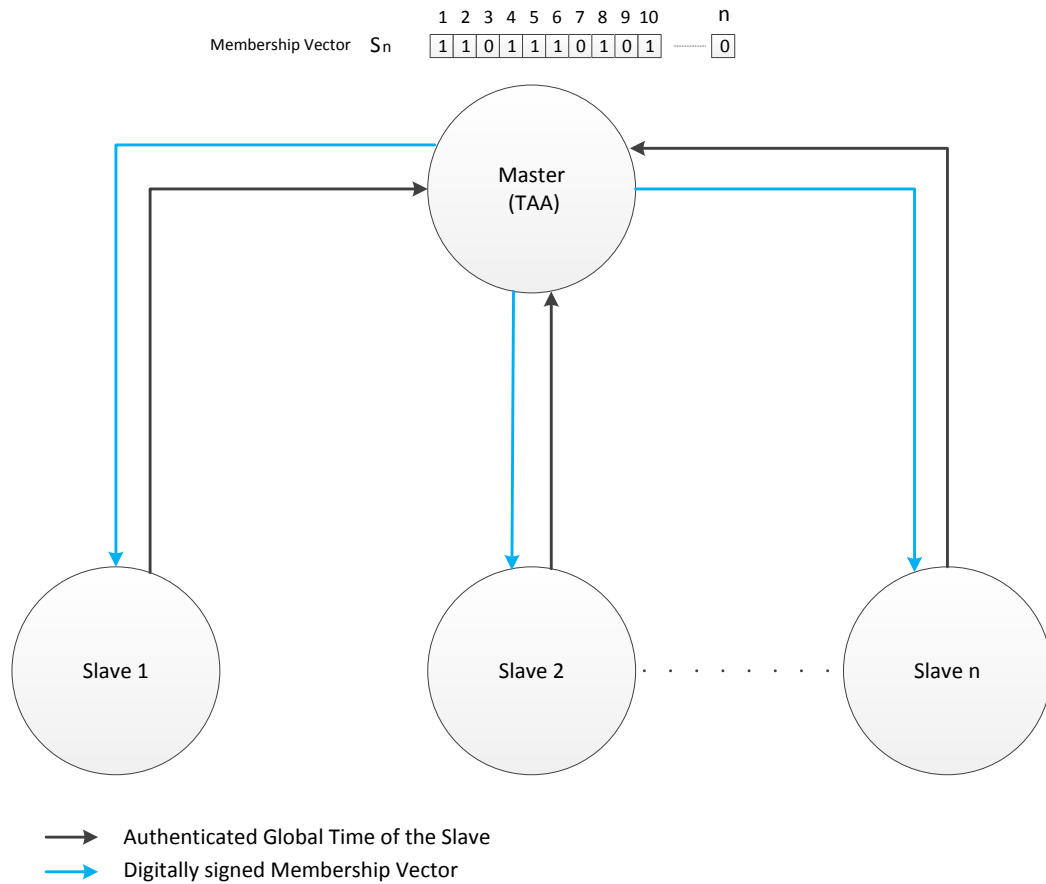 1 2 3 4 5 6 7 8 9 10 n
Membership Vector Sn 1 1 0 1 1 1 0 1 0 1 0
Master
(TAA)
Slave 1
Slave 2
Slave n
Authenticated Global Time of the Slave
Digitally signed Membership Vector